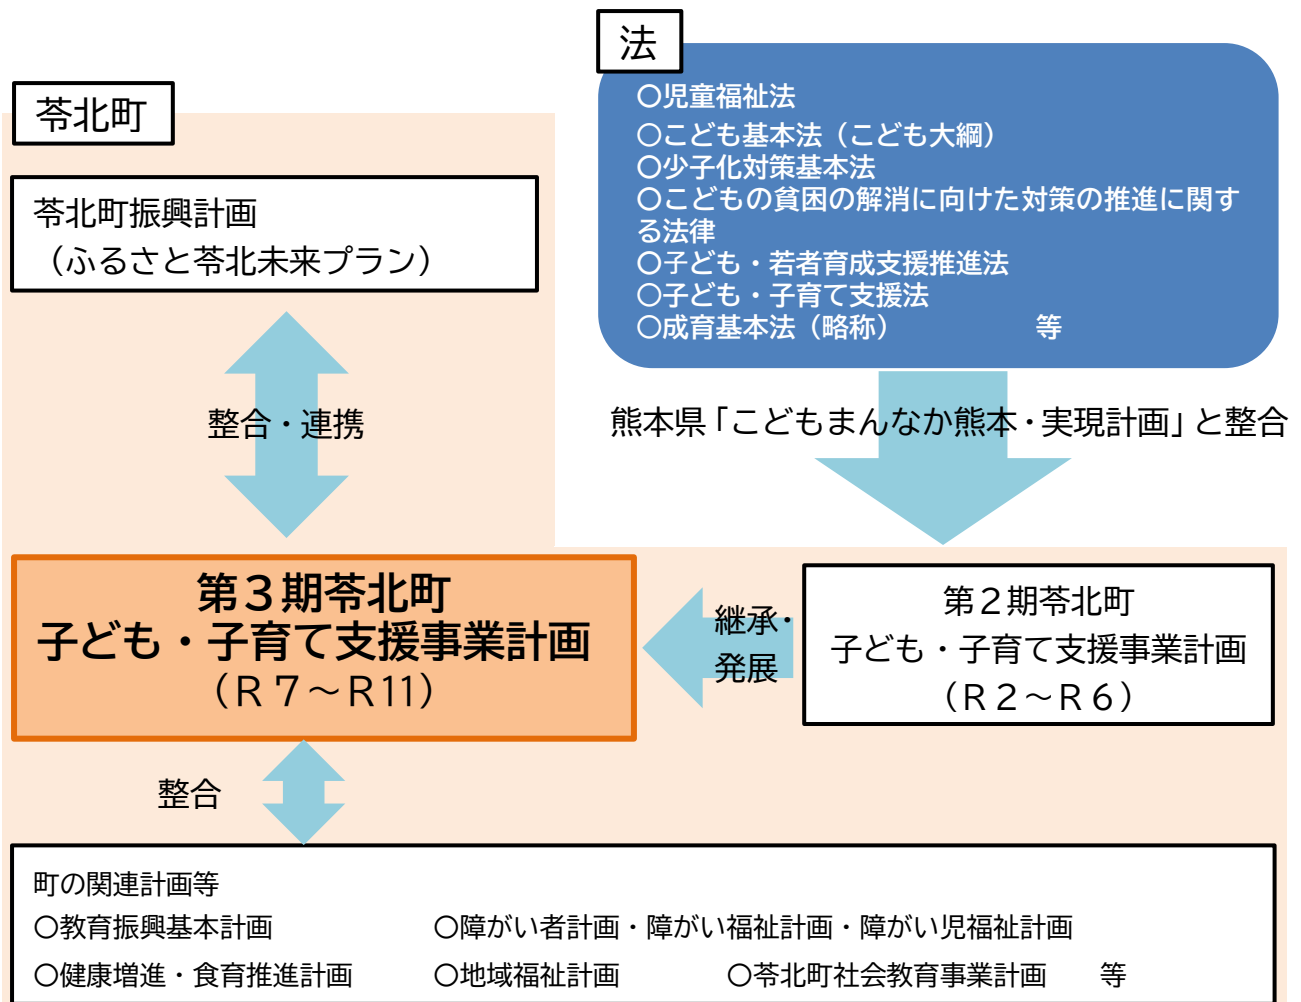 法
〇児童福祉法
〇こども基本法（こども大綱）
〇少子化対策基本法
〇こどもの貧困の解消に向けた対策の推進に関す
る法律
〇子ども・若者育成支援推進法
〇子ども・子育て支援法
〇成育基本法（略称）　　　　　等
苓北町
苓北町振興計画
（ふるさと苓北未来プラン）
整合・連携
熊本県「こどもまんなか熊本・実現計画」と整合
第３期苓北町
子ども・子育て支援事業計画
（Ｒ７～Ｒ11）
継承・
発展
第２期苓北町
子ども・子育て支援事業計画
（Ｒ２～Ｒ６）
整合
町の関連計画等
〇教育振興基本計画　　　　　　〇障がい者計画・障がい福祉計画・障がい児福祉計画
〇健康増進・食育推進計画　　　〇地域福祉計画　　　　〇苓北町社会教育事業計画　　等